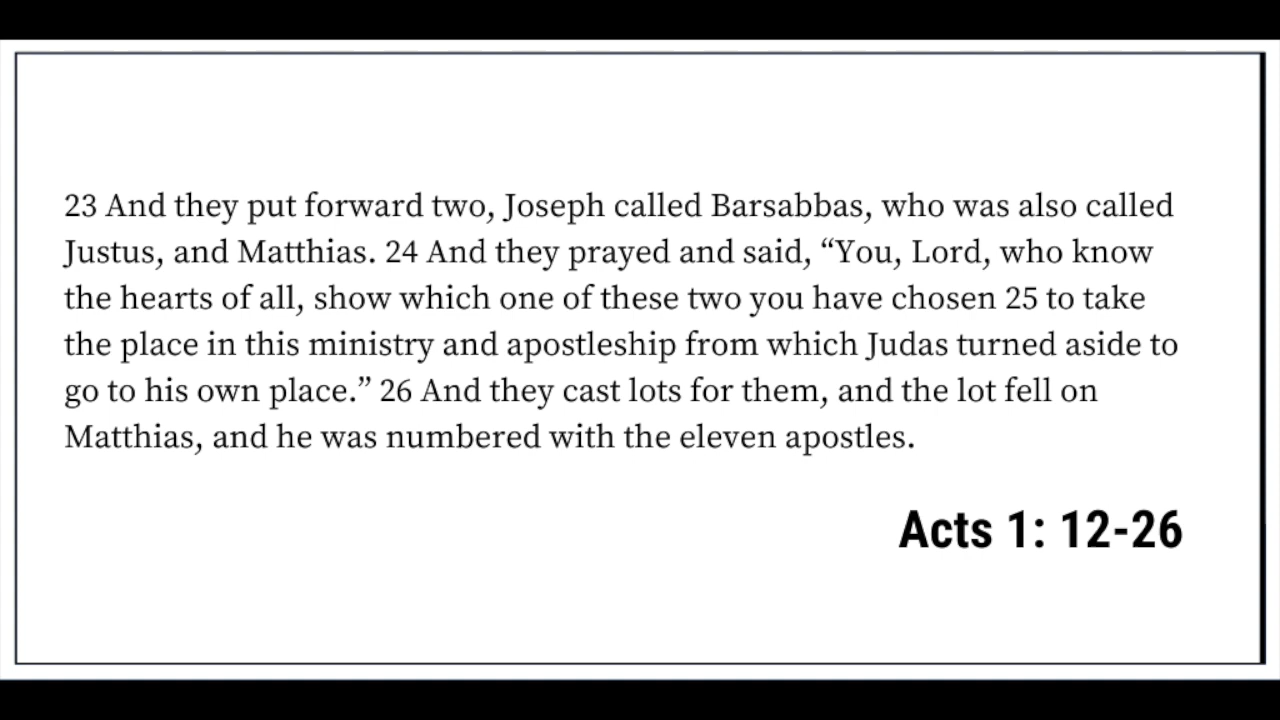 23 And they put forward two, Joseph called Barsabbas, who was also called
Justus, and Matthias. 24 And they prayed and said, “You, Lord, who know
the hearts of all, show which one of these two you have chosen 25 to take
the place in this ministry and apostleship from which Judas turned aside to
go to his own place.” 26 And they cast lots for them, and the lot fell on
Matthias, and he was numbered with the eleven apostles.
Acts 1: 12-26